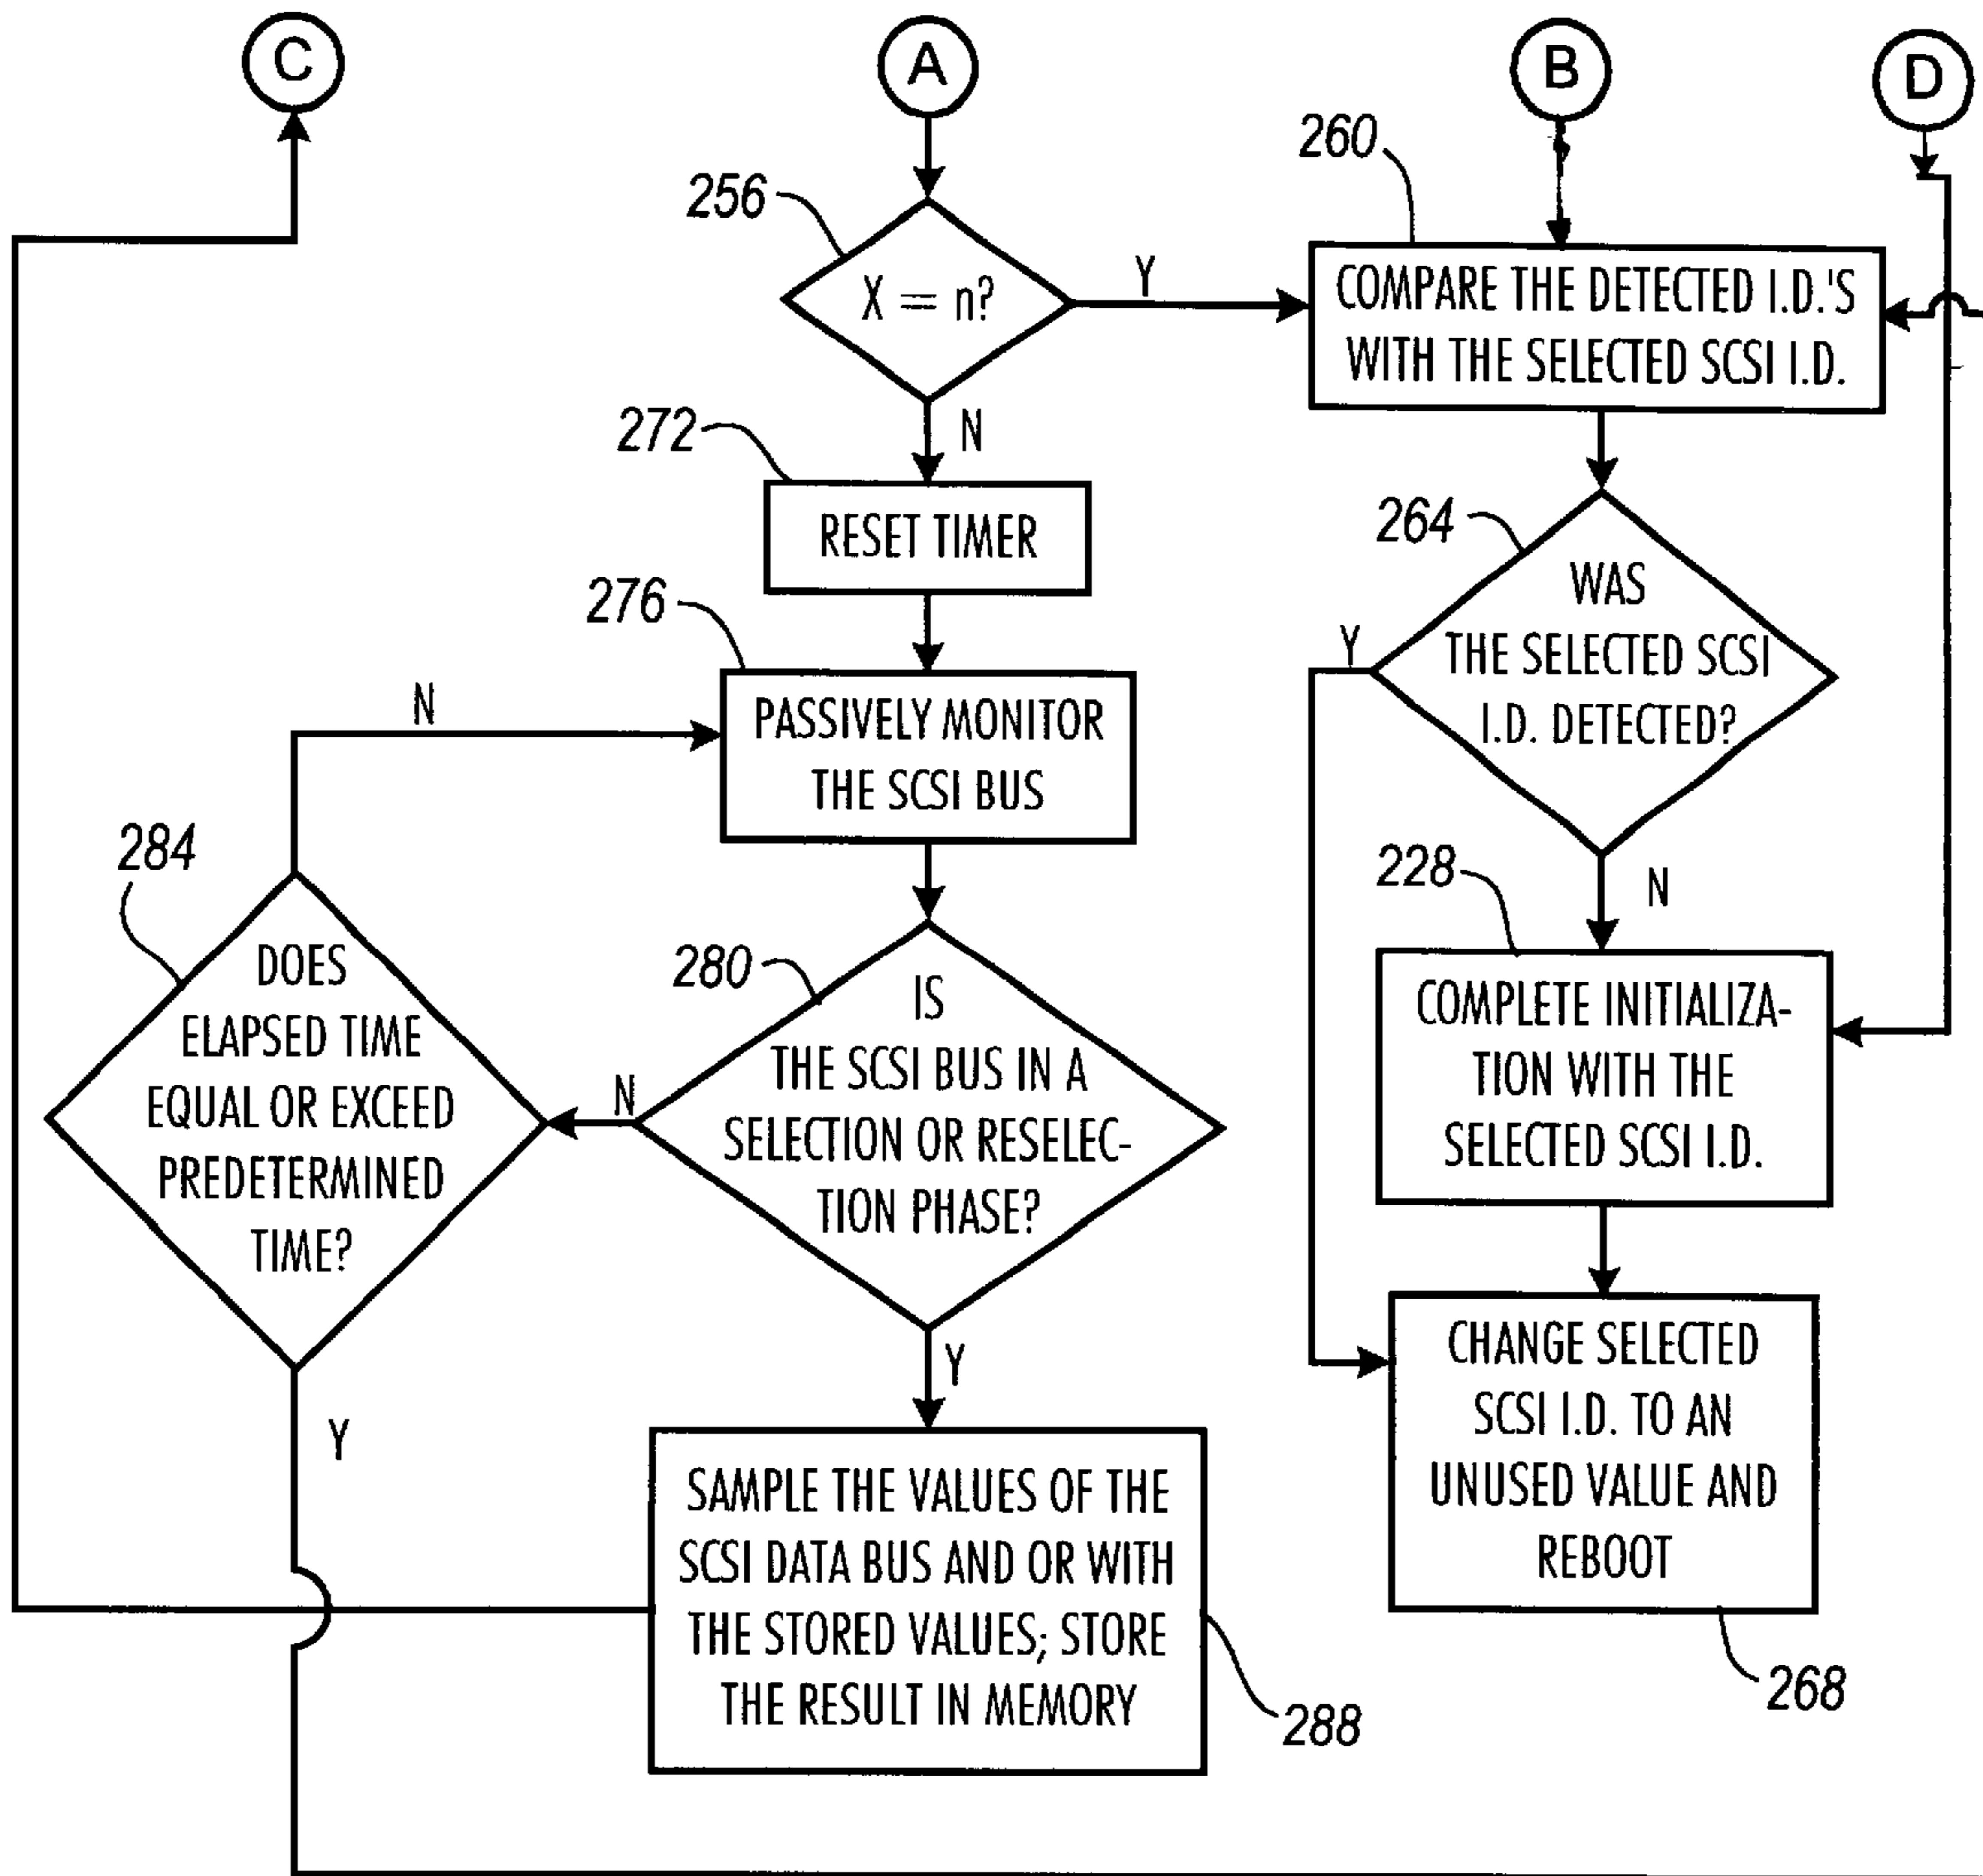 C
A
B
D
256
X = n?
Y
N
260
COMPARE THE DETECTED I.D.'S
WITH THE SELECTED SCSI I.D.
272
RESET TIMER
276
PASSIVELY MONITOR
THE SCSI BUS
N
264
WAS
THE SELECTED SCSI
I.D. DETECTED?
Y
N
284
DOES
ELAPSED TIME
EQUAL OR EXCEED
PREDETERMINED
TIME?
Y
280
IS
THE SCSI BUS IN A
SELECTION OR RESELEC-
TION PHASE?
N
Y
228
COMPLETE INITIALIZA-
TION WITH THE
SELECTED SCSI I.D.
CHANGE SELECTED
SCSI I.D. TO AN
UNUSED VALUE AND
REBOOT
268
SAMPLE THE VALUES OF THE
SCSI DATA BUS AND OR WITH
THE STORED VALUES; STORE
THE RESULT IN MEMORY
288